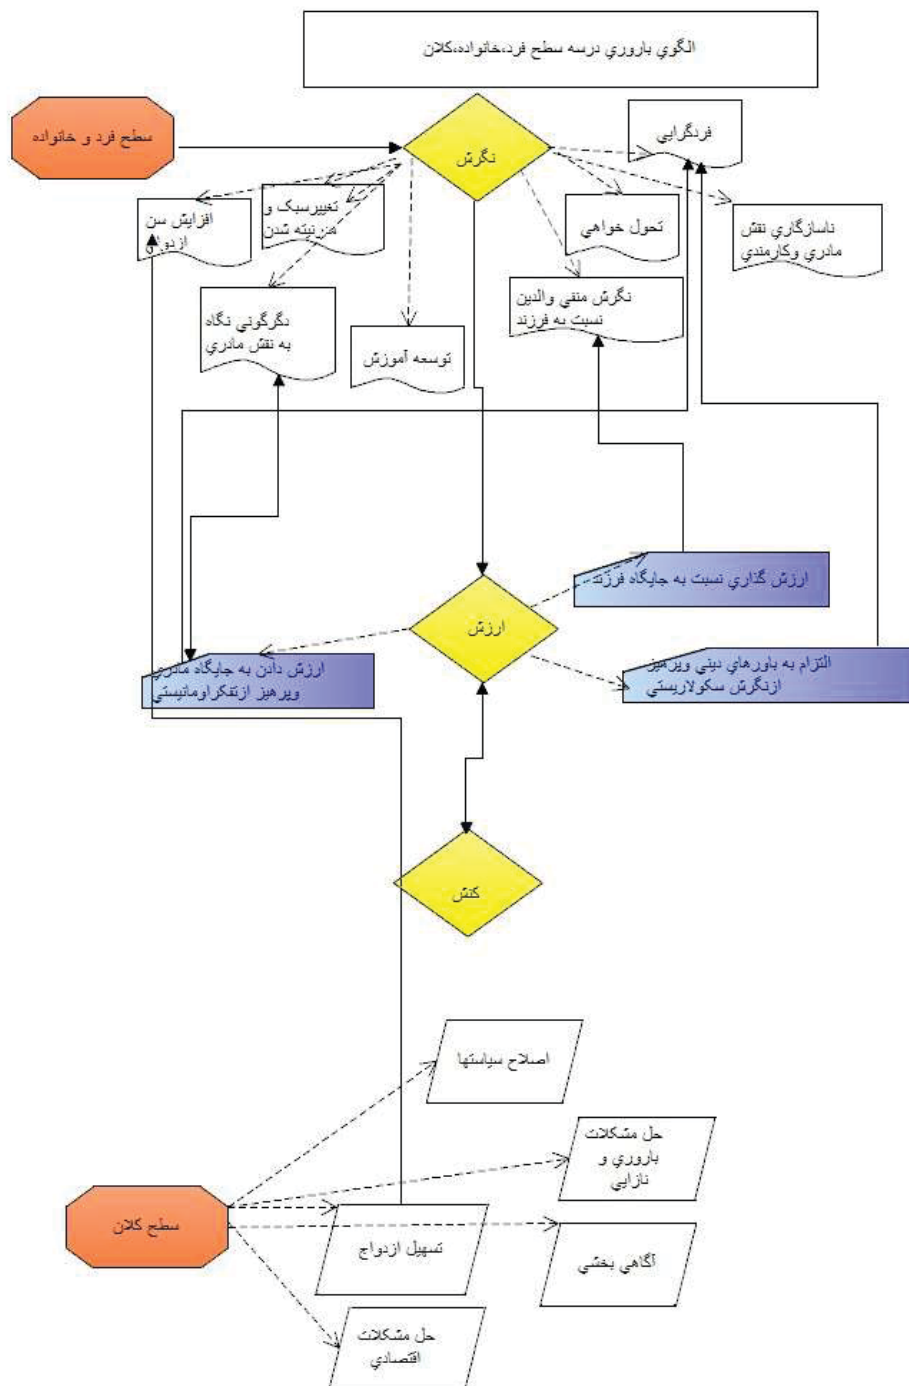 الگوي باروري درسه سطح فرد،خانواده،كلان
سطح فرد و خانواده
نگرش
فردگرايي
افزايش سن
ازدواج
تغييرسبک و
مدرنيته شدن
تحول خواهي
ناسازگاري نقش
مادري وكارمندي
دگرگوني نگاه
به نقش مادري
توسعه آموزش
نگرش منفي والدين
نسبت به فرزند
ارزش گذاري نسبت به جايگاه فرزند
ارزش
ارزش دادن به جايگاه مادري
وپرهيز ازتفكراومانيستي
التزام به باورهاي ديني وپرهيز
ازنگرش سكولاريستي
كنش
اصلاح سياستها
حل مشكلات
باروري و
نازايي
سطح كلان
تسهيل ازدواج
آگاهي بخشي
حل مشكلات
اقتصادي